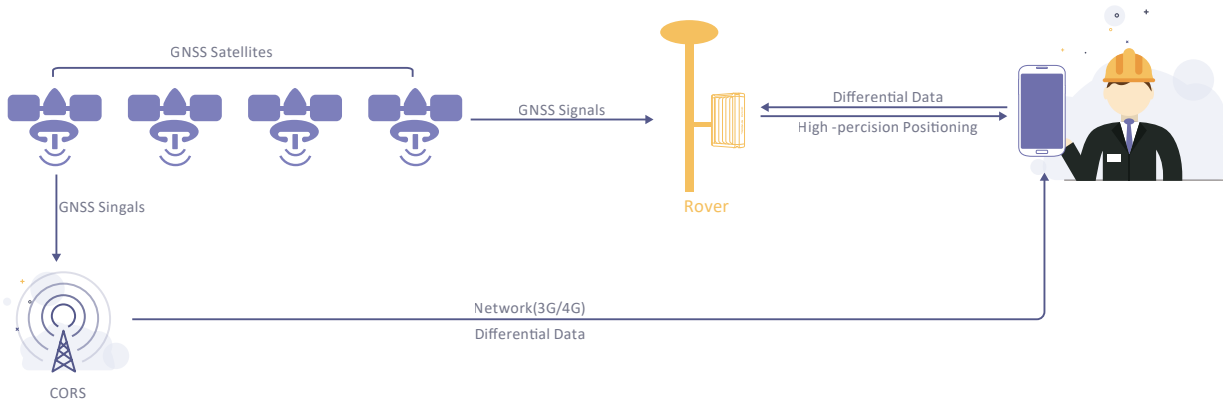 GNSS Satellites
GNSS Signals
Differential Data
High -percision Positioning
Rover
GNSS Singals
Network(3G/4G)
Differential Data
CORS